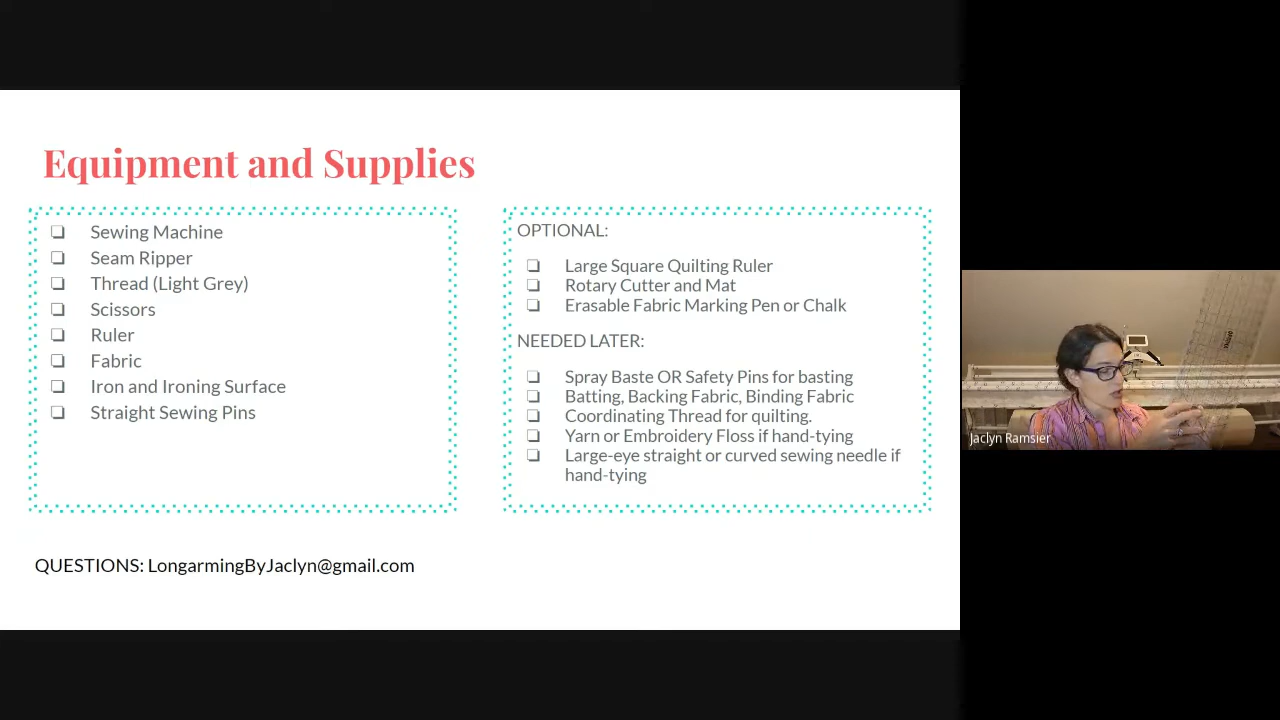 Equipment and Supplies
❏ Sewing Machine
❏ Seam Ripper
❏ Thread (Light Grey)
❏ Scissors
❏ Ruler
❏ Fabric
❏ Iron and Ironing Surface
❏ Straight Sewing Pins
OPTIONAL:
❏ Large Square Quilting Ruler
❏ Rotary Cutter and Mat
❏ Erasable Fabric Marking Pen or Chalk
NEEDED LATER:
❏ Spray Baste OR Safety Pins for basting
❏ Batting, Backing Fabric, Binding Fabric
❏ Coordinating Thread for quilting.
❏ Yarn or Embroidery Floss if hand-tying
❏ Large-eye straight or curved sewing needle if
hand-tying
QUESTIONS: LongarmingByJaclyn@gmail.com
Jaclyn Ramsier